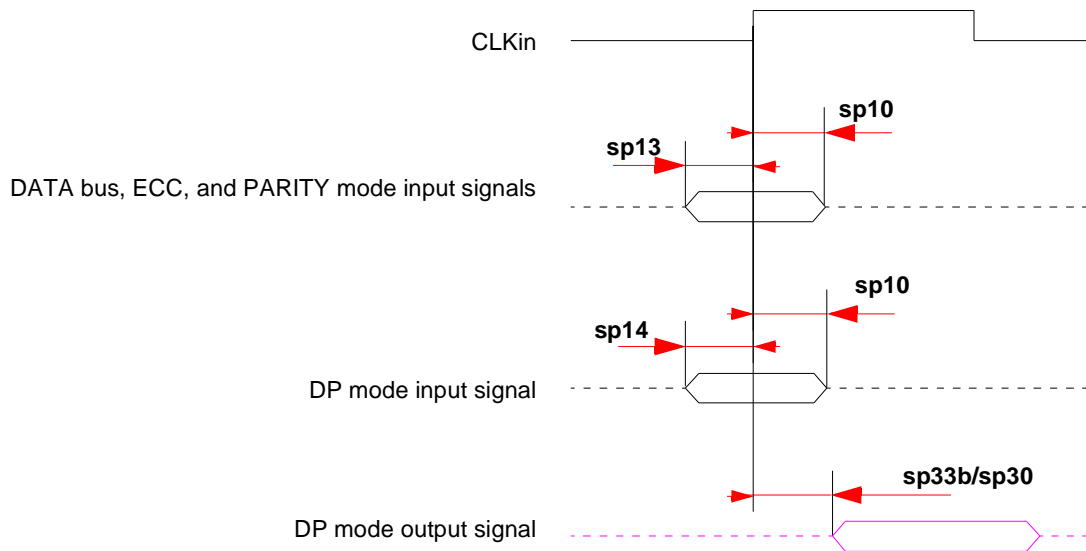 CLKin
sp10
sp13
DATA bus, ECC, and PARITY mode input signals
sp10
sp14
DP mode input signal
sp33b/sp30
DP mode output signal